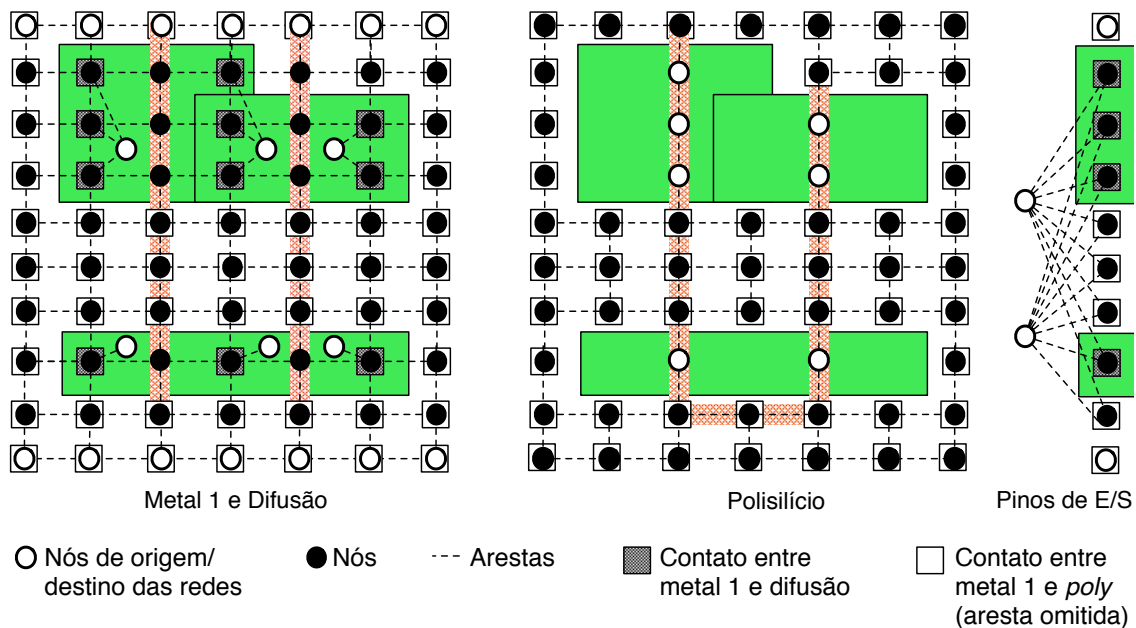 Metal 1 e Difusão
Polisilício
Pinos de E/S
Nós de origem/
destino das redes
Nós
Arestas
Contato entre
metal 1 e difusão
Contato entre
metal 1 e poly
(aresta omitida)